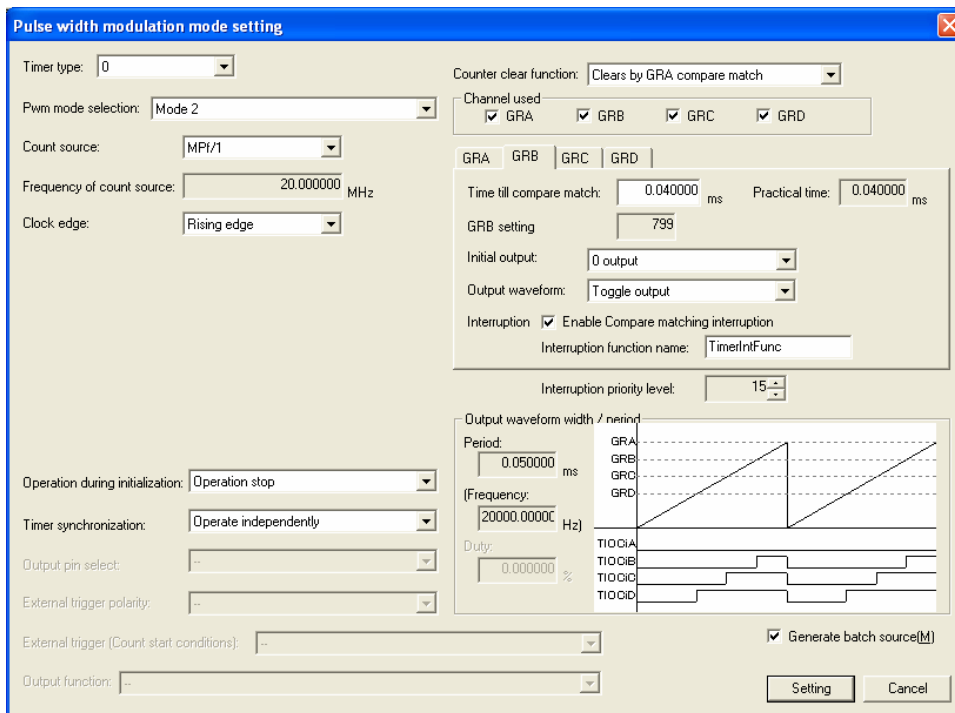 Pulse width modulation mode setting
Timer type: 0
Pwm mode selection: Mode 2
Count source: MPf/1
Frequency of count source: 20.000000 MHz
Clock edge: Rising edge
Operation during initialization: Operation stop
Timer synchronization: Operate independently
Output pin select: --
External trigger polarity: --
External trigger (Count start conditions): --
Output function: --
Counter clear function: Clears by GRA compare match
Channel used
GRA GRB GRC GRD
GRA GRB GRC GRD
Time till compare match: 0.040000 ms Practical time: 0.040000 ms
GRB setting 799
Initial output: 0 output
Output waveform: Toggle output
Interruption Enable Compare matching interruption
Interruption function name: TimerIntFunc
Interruption priority level: 15
Output waveform width / period
Period:
0.050000 ms
(Frequency:
20000.0000 Hz)
Duty:
0.000000 %
GRA
GRB
GRC
GRD
TIOCiA
TIOCiB
TIOCiC
TIOCiD
Generate batch source(M)
Setting Cancel